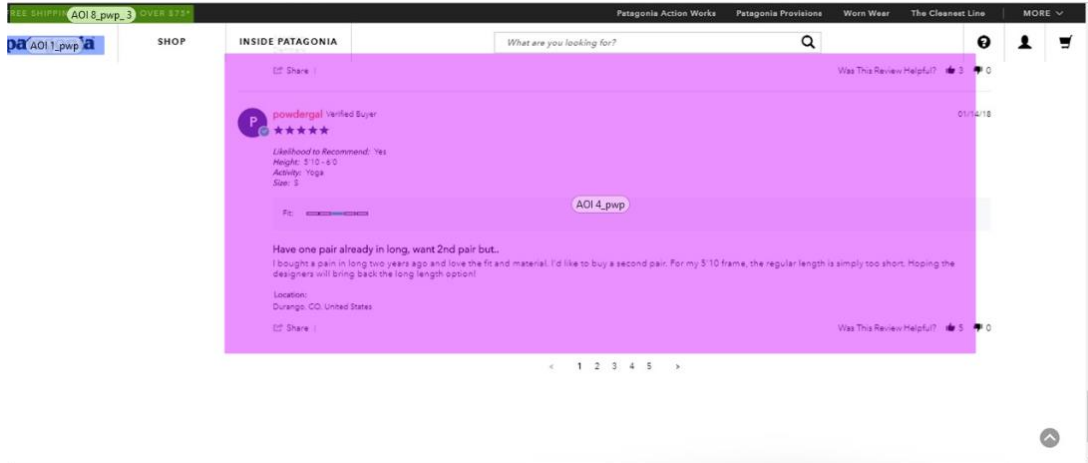 FREE SHIPPIN AOI 8_pwp_3 OVER $75*
Patagonia Action Works Patagonia Provisions Worn Wear The Cleanest Line MORE
pa AOI 1_pwp a SHOP INSIDE PATAGONIA What are you looking for?
Share | Was This Review Helpful? 3 0
P powdergal Verified Buyer 01/14/18
Likelihood to Recommend: Yes
Height: 5'10 - 6'0
Activity: Yoga
Size: S
AOI 4_pwp
Fit:
Have one pair already in long, want 2nd pair but..
I bought a pain in long two years ago and love the fit and material. I'd like to buy a second pair. For my 5'10 frame, the regular length is simply too short. Hoping the
designers will bring back the long length option!
Location:
Durango, CO, United States
Share | Was This Review Helpful? 5 0
< 1 2 3 4 5 >